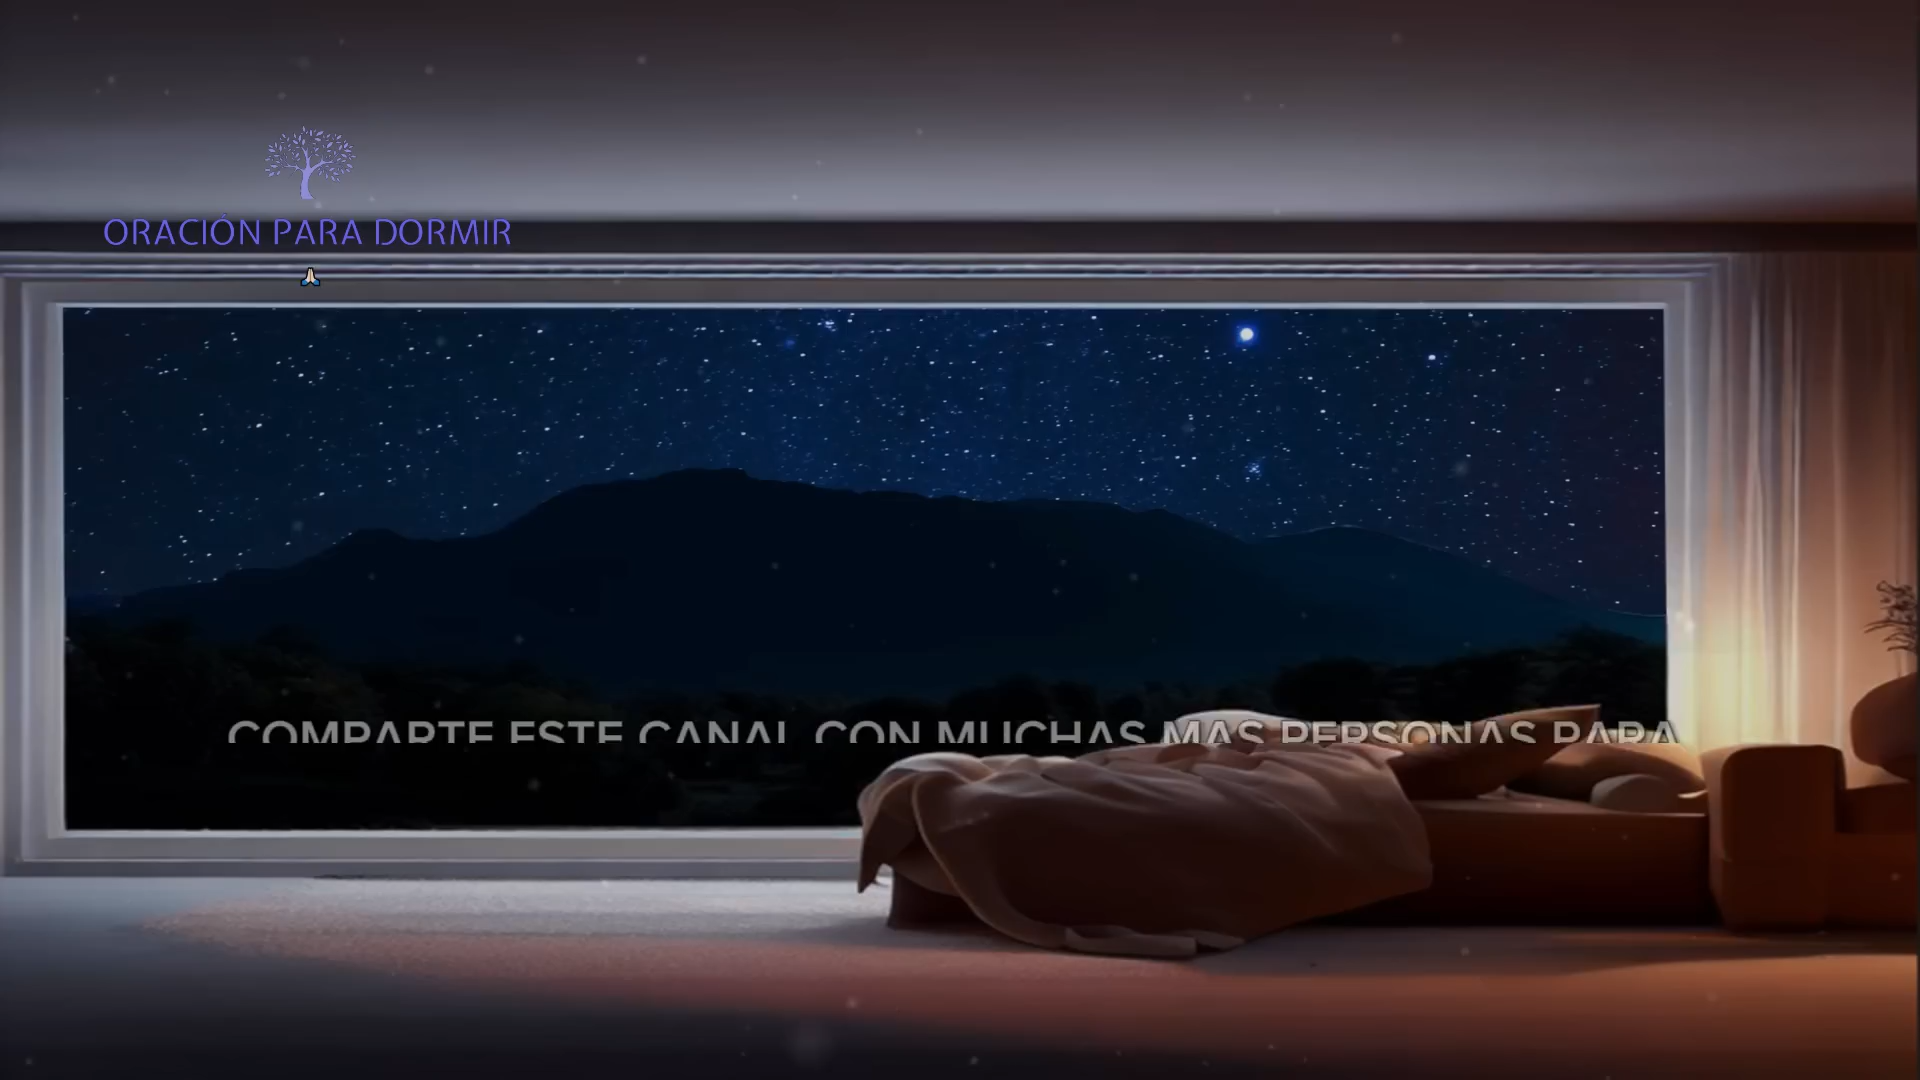 ORACIÓN PARA DORMIR
COMPARTE ESTE CANAL CON MUCHAS MAS PERSONAS PARA